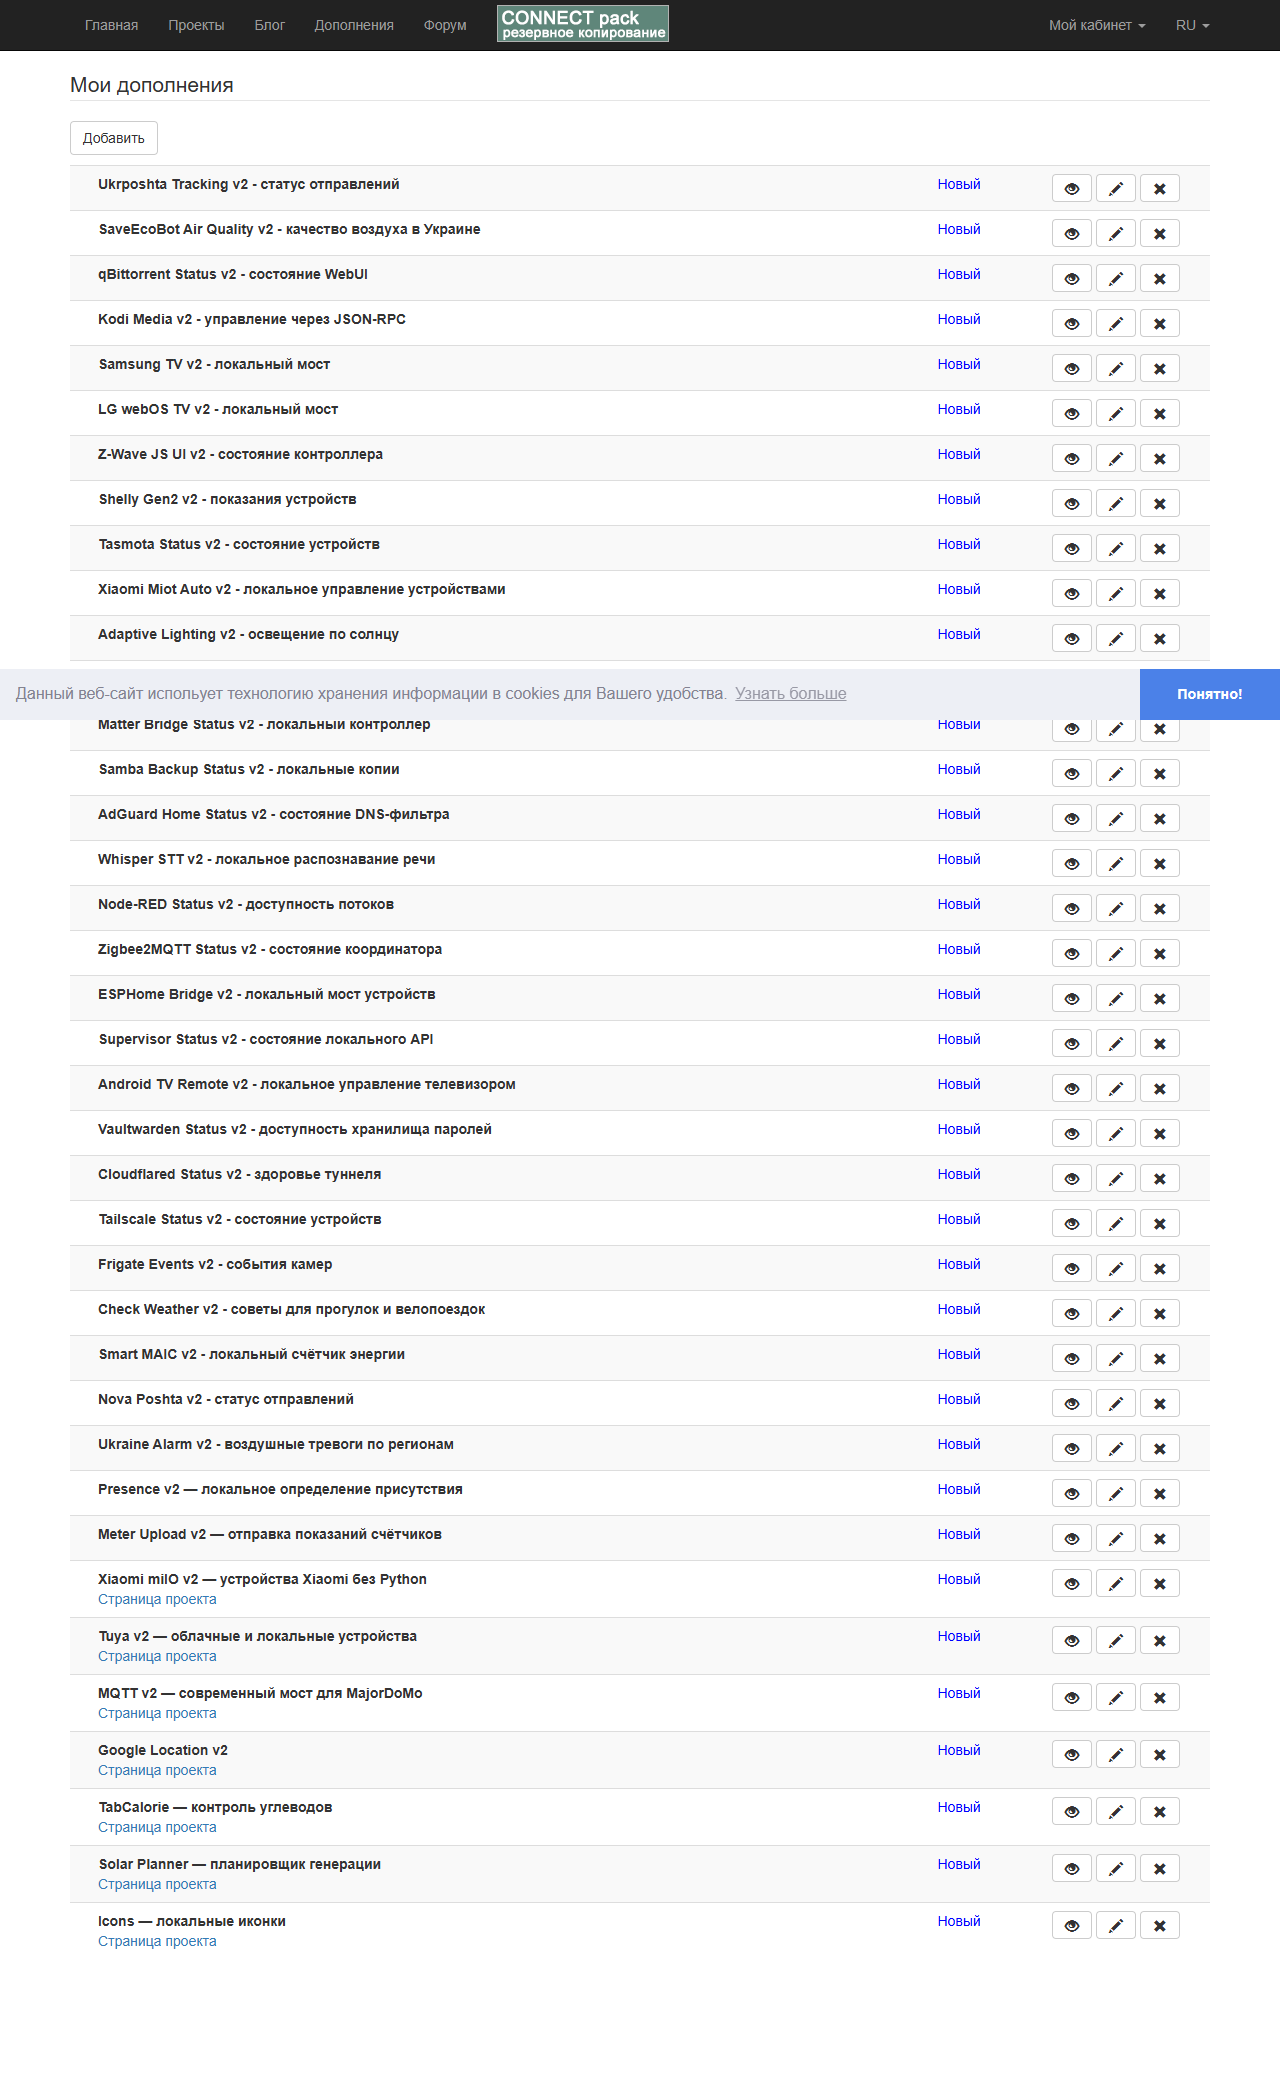 Главная Проекты Блог Дополнения Форум CONNECT pack Мой кабинет RU
резервное копирование
Мои дополнения
Добавить
Ukrposhta Tracking v2 - статус отправлений Новый
SaveEcoBot Air Quality v2 - качество воздуха в Украине Новый
qBittorrent Status v2 - состояние WebUI Новый
Kodi Media v2 - управление через JSON-RPC Новый
Samsung TV v2 - локальный мост Новый
LG webOS TV v2 - локальный мост Новый
Z-Wave JS UI v2 - состояние контроллера Новый
Shelly Gen2 v2 - показания устройств Новый
Tasmota Status v2 - состояние устройств Новый
Xiaomi Miot Auto v2 - локальное управление устройствами Новый
Adaptive Lighting v2 - освещение по солнцу Новый
Данный веб-сайт испольует технологию хранения информации в cookies для Вашего удобства. Узнать больше Понятно!
Matter Bridge Status v2 - локальный контроллер Новый
Samba Backup Status v2 - локальные копии Новый
AdGuard Home Status v2 - состояние DNS-фильтра Новый
Whisper STT v2 - локальное распознавание речи Новый
Node-RED Status v2 - доступность потоков Новый
Zigbee2MQTT Status v2 - состояние координатора Новый
ESPHome Bridge v2 - локальный мост устройств Новый
Supervisor Status v2 - состояние локального API Новый
Android TV Remote v2 - локальное управление телевизором Новый
Vaultwarden Status v2 - доступность хранилища паролей Новый
Cloudflared Status v2 - здоровье туннеля Новый
Tailscale Status v2 - состояние устройств Новый
Frigate Events v2 - события камер Новый
Check Weather v2 - советы для прогулок и велопоездок Новый
Smart MAIC v2 - локальный счётчик энергии Новый
Nova Poshta v2 - статус отправлений Новый
Ukraine Alarm v2 - воздушные тревоги по регионам Новый
Presence v2 — локальное определение присутствия Новый
Meter Upload v2 — отправка показаний счётчиков Новый
Xiaomi miIO v2 — устройства Xiaomi без Python Новый
Страница проекта
Tuya v2 — облачные и локальные устройства Новый
Страница проекта
MQTT v2 — современный мост для MajorDoMo Новый
Страница проекта
Google Location v2 Новый
Страница проекта
TabCalorie — контроль углеводов Новый
Страница проекта
Solar Planner — планировщик генерации Новый
Страница проекта
Icons — локальные иконки Новый
Страница проекта